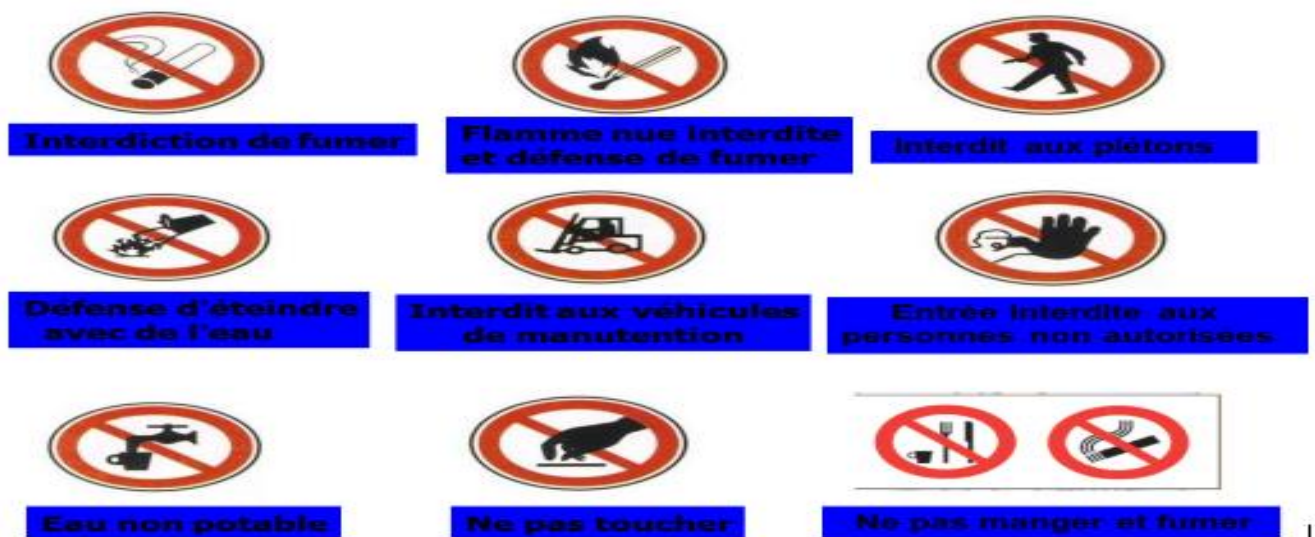 Interdiction de fumer
Flamme nue interdite
et défense de fumer
Interdit aux piétons
Défense d'éteindre
avec de l'eau
Interdit aux véhicules
de manutention
Entrée interdite aux
personnes non autorisées
Eau non potable
Ne pas toucher
Ne pas manger et fumer